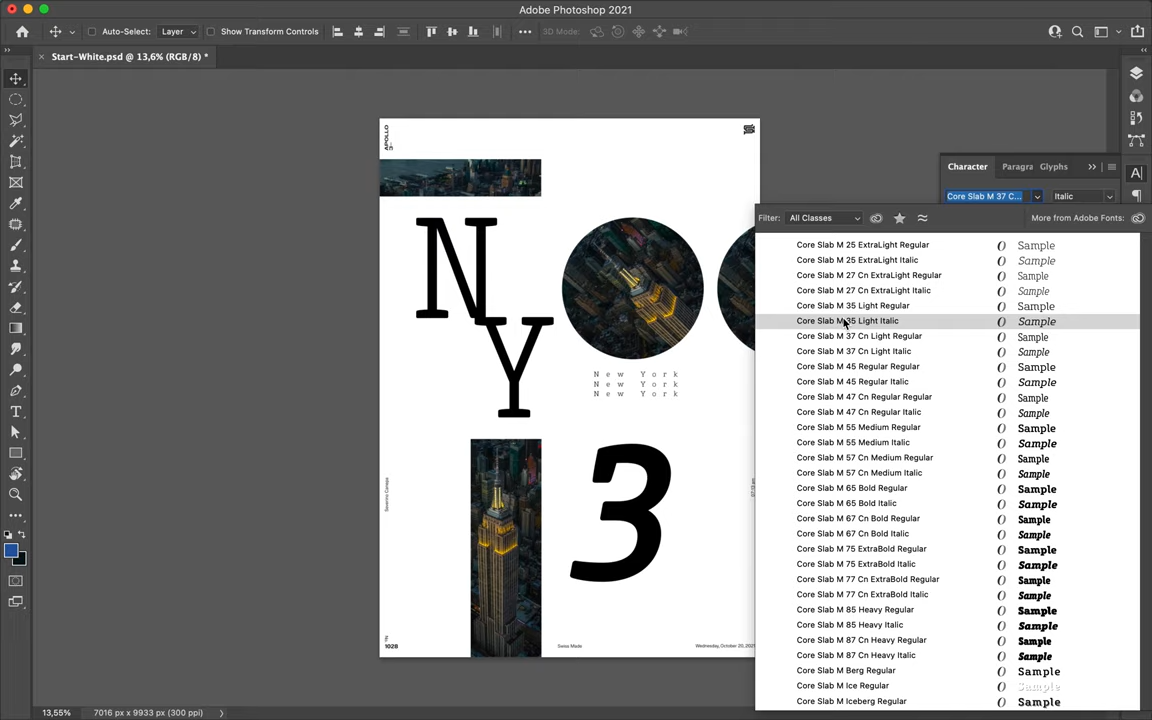 Adobe Photoshop 2021
Auto-Select:
Layer
Show Transform Controls
3D Mode:
Start-White.psd @ 13,6% (RGB/8) *
Character
Paragra
Glyphs
Core Slab M 37 C...
Italic
Filter:
All Classes
More from Adobe Fonts:
Core Slab M 25 ExtraLight Regular Sample
Core Slab M 25 ExtraLight Italic Sample
Core Slab M 27 Cn ExtraLight Regular Sample
Core Slab M 27 Cn ExtraLight Italic Sample
Core Slab M 35 Light Regular Sample
Core Slab M 35 Light Italic Sample
Core Slab M 37 Cn Light Regular Sample
Core Slab M 37 Cn Light Italic Sample
Core Slab M 45 Regular Regular Sample
Core Slab M 45 Regular Italic Sample
Core Slab M 47 Cn Regular Regular Sample
Core Slab M 47 Cn Regular Italic Sample
Core Slab M 55 Medium Regular Sample
Core Slab M 55 Medium Italic Sample
Core Slab M 57 Cn Medium Regular Sample
Core Slab M 57 Cn Medium Italic Sample
Core Slab M 65 Bold Regular Sample
Core Slab M 65 Bold Italic Sample
Core Slab M 67 Cn Bold Regular Sample
Core Slab M 67 Cn Bold Italic Sample
Core Slab M 75 ExtraBold Regular Sample
Core Slab M 75 ExtraBold Italic Sample
Core Slab M 77 Cn ExtraBold Regular Sample
Core Slab M 77 Cn ExtraBold Italic Sample
Core Slab M 85 Heavy Regular Sample
Core Slab M 85 Heavy Italic Sample
Core Slab M 87 Cn Heavy Regular Sample
Core Slab M 87 Cn Heavy Italic Sample
Core Slab M Berg Regular Sample
Core Slab M Ice Regular Sample
Core Slab M Iceberg Regular Sample
APOLLO
N
Y
New York
New York
New York
3
Severino Canepa
1028
Swiss Made
Wednesday, October 20, 2021
13,55%
7016 px x 9933 px (300 ppi)